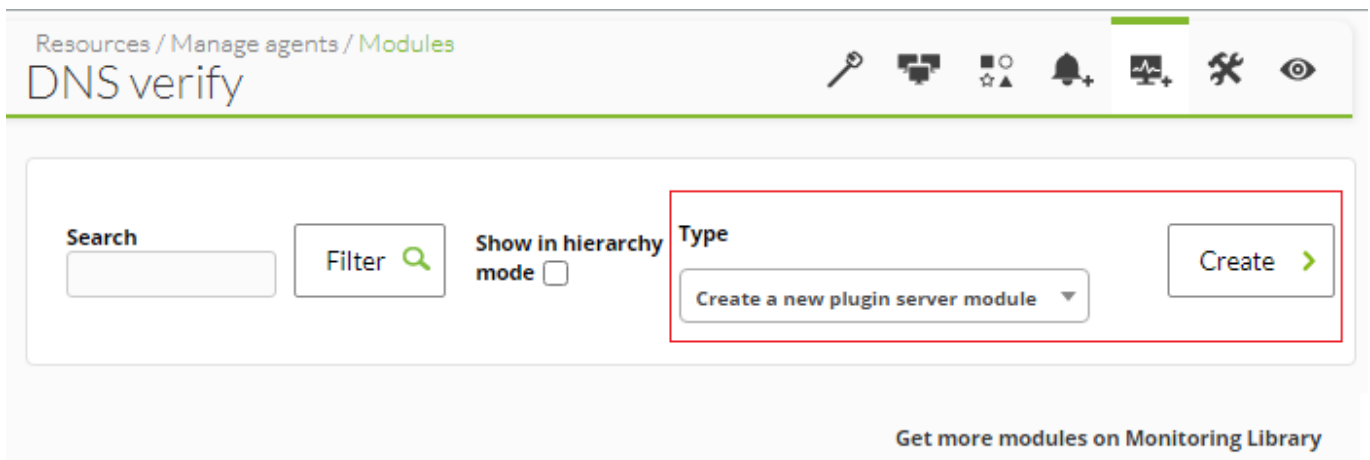 Resources / Manage agents / Modules
DNS verify
Search
Filter
Show in hierarchy
mode
Type
Create a new plugin server module
Create
Get more modules on Monitoring Library